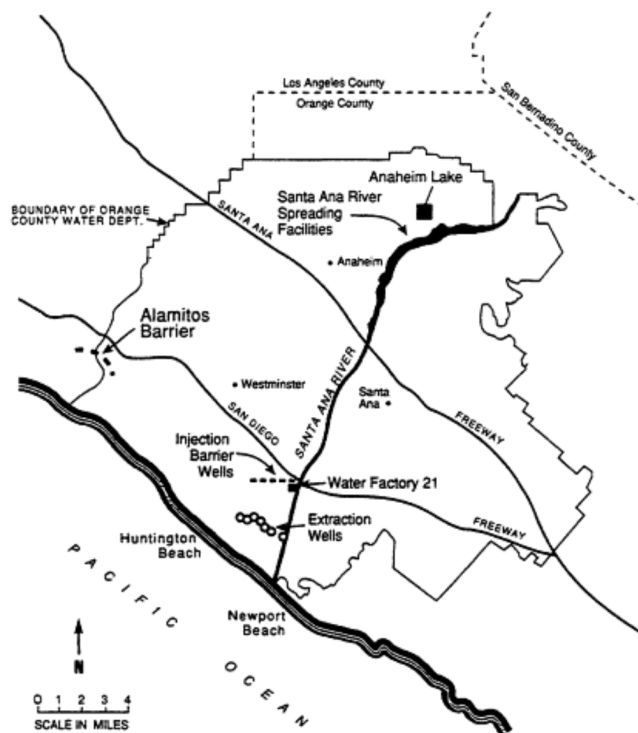 Los Angeles County
Orange County
San Bernadino County
Anaheim Lake
Santa Ana River
Spreading
Facilities
BOUNDARY OF ORANGE
COUNTY WATER DEPT.
SANTA ANA
Anaheim
Alamitos
Barrier
SANTA ANA RIVER
Westminster
Santa
Ana
SAN DIEGO
FREEWAY
Injection
Barrier
Wells
Water Factory 21
Extraction
Wells
FREEWAY
Huntington
Beach
Newport
Beach
PACIFIC OCEAN
N
0 1 2 3 4
SCALE IN MILES